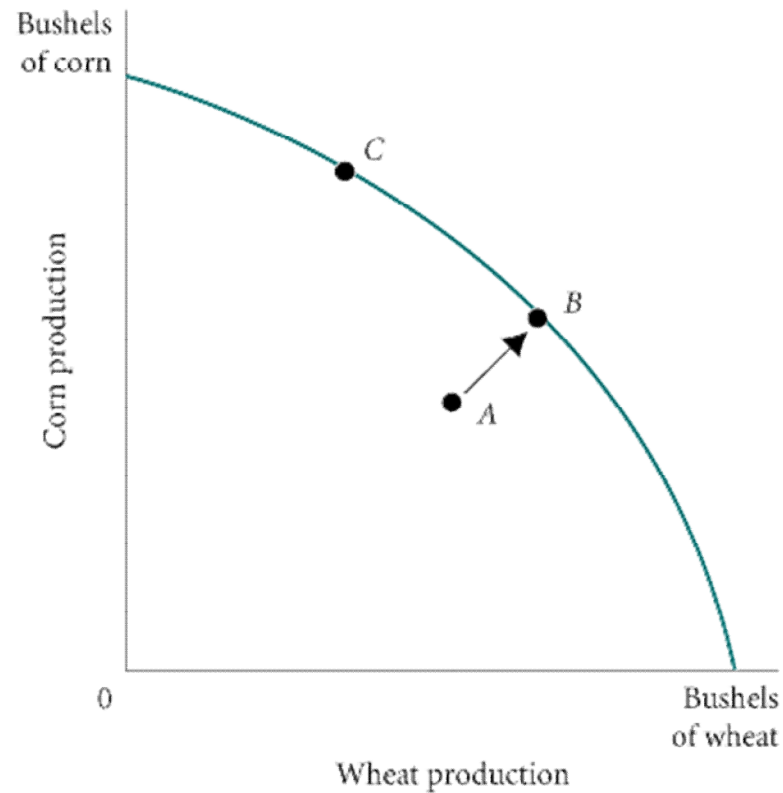 Bushels
of corn
C
Corn production
B
A
0
Bushels
of wheat
Wheat production